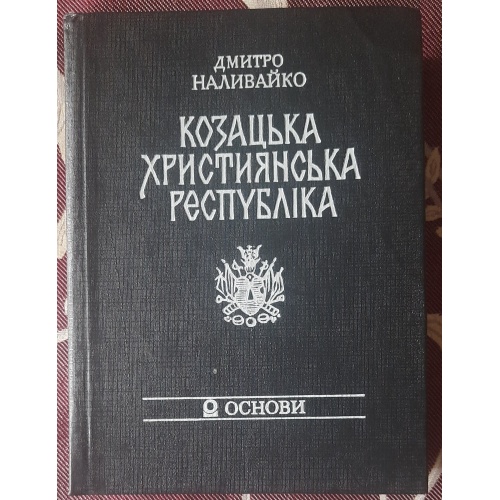 ДМИТРО
НАЛИВАЙКО
КОЗАЦЬКА
ХРИСТИЯНСЬКА
РЕСПУБЛІКА
ОСНОВИ